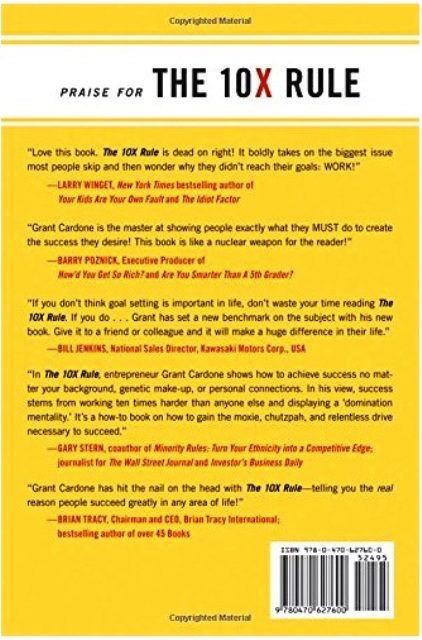 Copyrighted Material
PRAISE FOR THE 10X RULE
"Love this book. The 10X Rule is dead on right! It boldly takes on the biggest issue
most people skip and then wonder why they didn't reach their goals: WORK!"
—LARRY WINGET, New York Times bestselling author of
Your Kids Are Your Own Fault and The Idiot Factor
"Grant Cardone is the master at showing people exactly what they MUST do to create
the success they desire! This book is like a nuclear weapon for the reader!"
—BARRY POZNICK, Executive Producer of
How'd You Get So Rich? and Are You Smarter Than A 5th Grader?
"If you don't think goal setting is important in life, don't waste your time reading The
10X Rule. If you do . . . Grant has set a new benchmark on the subject with his new
book. Give it to a friend or colleague and it will make a huge difference in their life."
—BILL JENKINS, National Sales Director, Kawasaki Motors Corp., USA
"In The 10X Rule, entrepreneur Grant Cardone shows how to achieve success no mat-
ter your background, genetic make-up, or personal connections. In his view, success
stems from working ten times harder than anyone else and displaying a 'domination
mentality.' It's a how-to book on how to gain the moxie, chutzpah, and relentless drive
necessary to succeed."
—GARY STERN, coauthor of Minority Rules: Turn Your Ethnicity into a Competitive Edge;
journalist for The Wall Street Journal and Investor's Business Daily
"Grant Cardone has hit the nail on the head with The 10X Rule—telling you the real
reason people succeed greatly in any area of life!"
—BRIAN TRACY, Chairman and CEO, Brian Tracy International;
bestselling author of over 45 Books
ISBN 978-0-470-62760-0
52495
9780470627600
Copyrighted Material